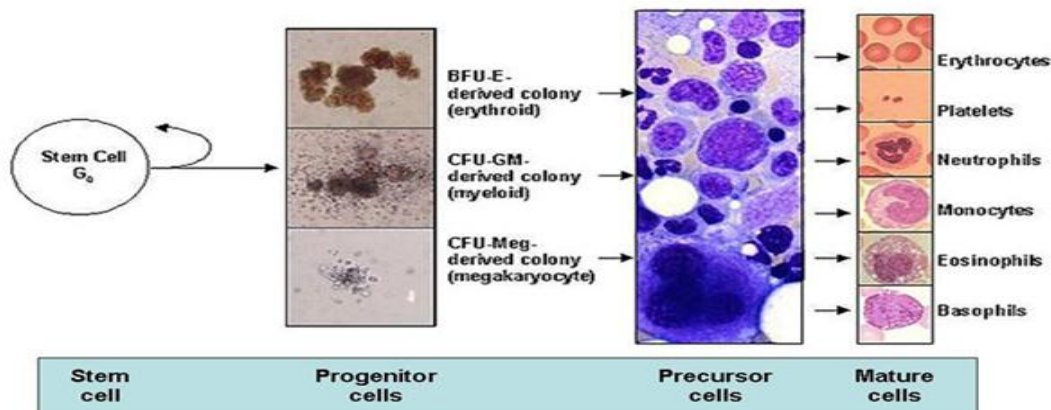 Stem Cell
G₀
BFU-E-
derived colony
(erythroid)
CFU-GM-
derived colony
(myeloid)
CFU-Meg-
derived colony
(megakaryocyte)
Erythrocytes
Platelets
Neutrophils
Monocytes
Eosinophils
Basophils
Stem
cell
Progenitor
cells
Precursor
cells
Mature
cells